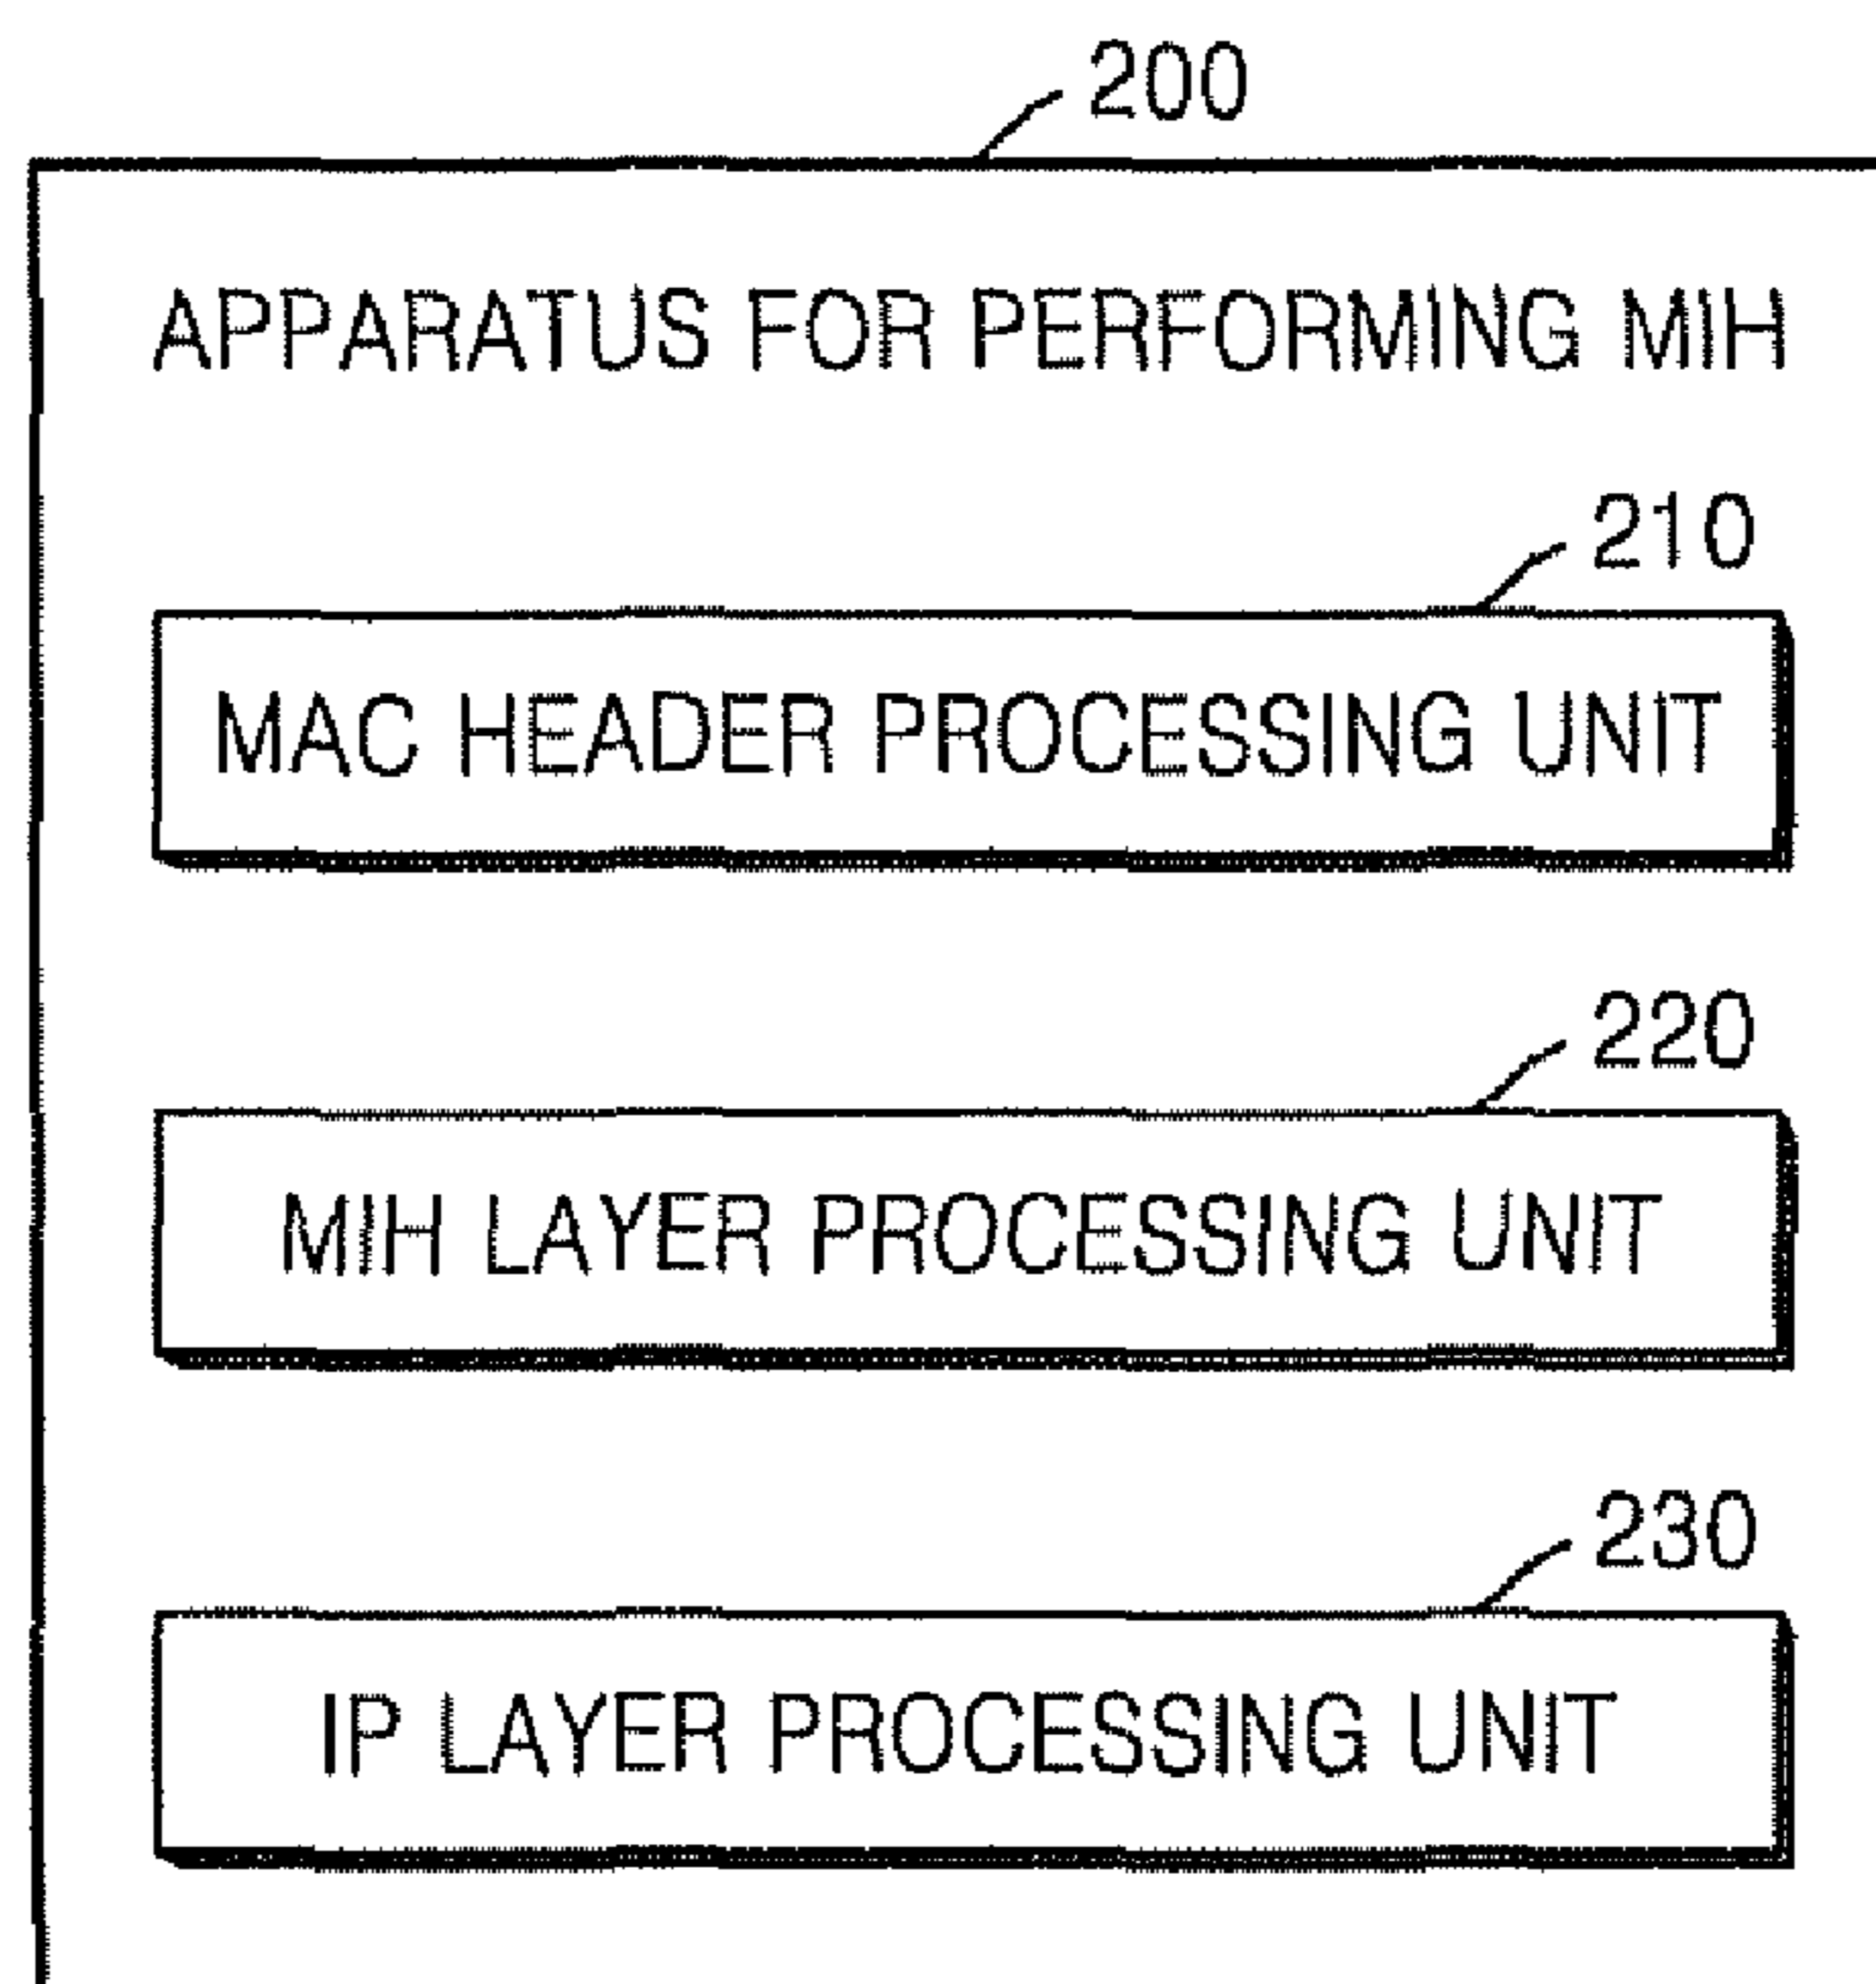 200
APPARATUS FOR PERFORMING MIH
210
MAC HEADER PROCESSING UNIT
220
MIH LAYER PROCESSING UNIT
230
IP LAYER PROCESSING UNIT